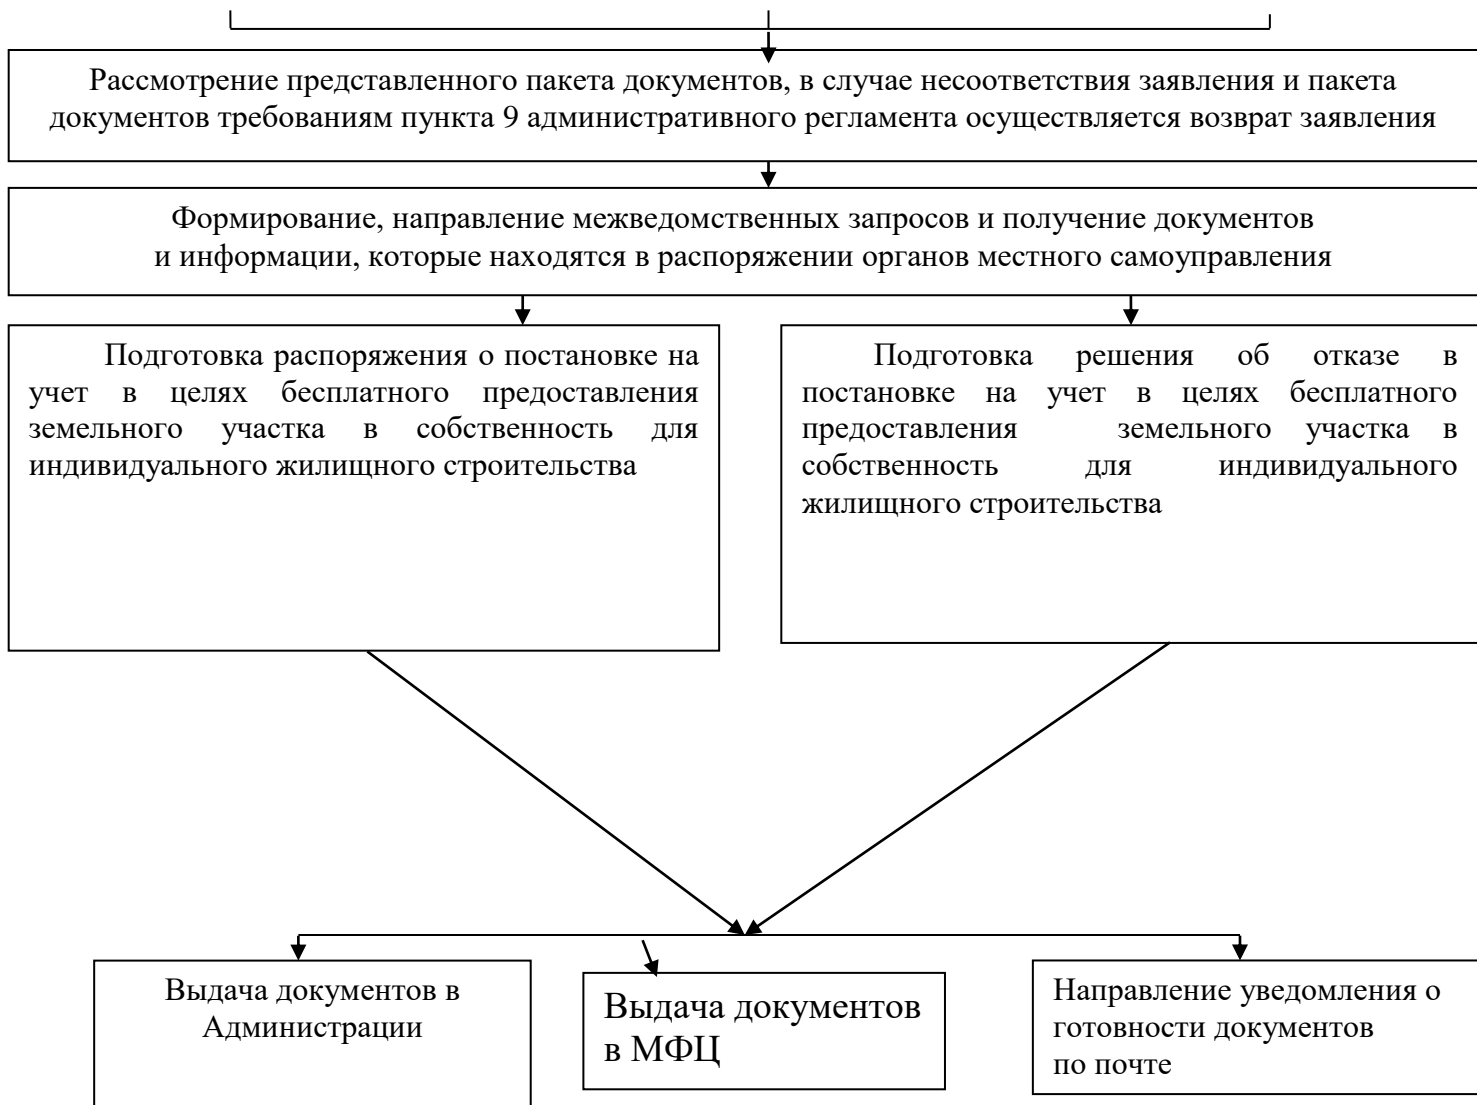 Рассмотрение представленного пакета документов, в случае несоответствия заявления и пакета
документов требованиям пункта 9 административного регламента осуществляется возврат заявления
Формирование, направление межведомственных запросов и получение документов
и информации, которые находятся в распоряжении органов местного самоуправления
Подготовка распоряжения о постановке на
учет в целях бесплатного предоставления
земельного участка в собственность для
индивидуального жилищного строительства
Подготовка решения об отказе в
постановке на учет в целях бесплатного
предоставления земельного участка в
собственность для индивидуального
жилищного строительства
Выдача документов в
Администрации
Выдача документов
в МФЦ
Направление уведомления о
готовности документов
по почте